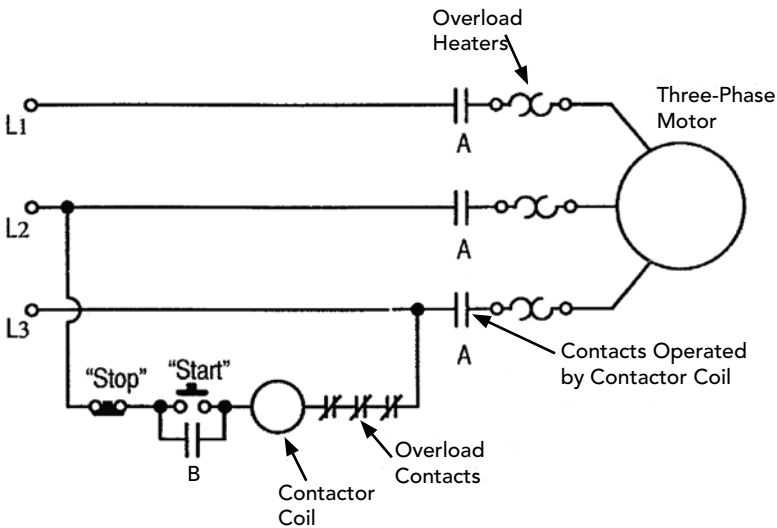 Overload
Heaters
Three-Phase
Motor
L1
A
L2
A
L3
A
Contacts Operated
by Contactor Coil
"Stop"
"Start"
B
Overload
Contacts
Contactor
Coil